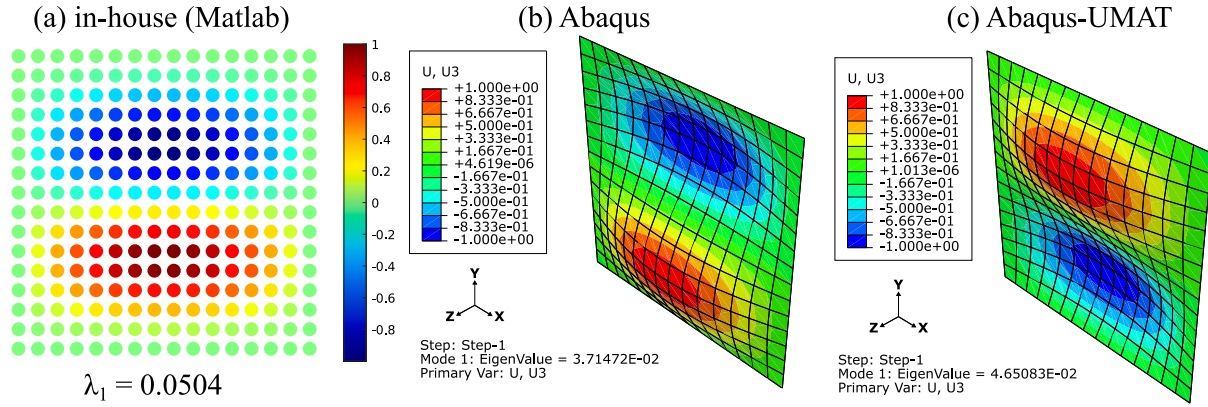 (a) in-house (Matlab)
1
0.8
0.6
0.4
0.2
0
-0.2
-0.4
-0.6
-0.8
λ1 = 0.0504
(b) Abaqus
U, U3
+1.000e+00
+8.333e-01
+6.667e-01
+5.000e-01
+3.333e-01
+1.667e-01
+4.619e-06
-1.667e-01
-3.333e-01
-5.000e-01
-6.667e-01
-8.333e-01
-1.000e+00
Y
Z X
Step: Step-1
Mode 1: EigenValue = 3.71472E-02
Primary Var: U, U3
(c) Abaqus-UMAT
U, U3
+1.000e+00
+8.333e-01
+6.667e-01
+5.000e-01
+3.333e-01
+1.667e-01
+1.013e-06
-1.667e-01
-3.333e-01
-5.000e-01
-6.667e-01
-8.333e-01
-1.000e+00
Y
Z X
Step: Step-1
Mode 1: EigenValue = 4.65083E-02
Primary Var: U, U3